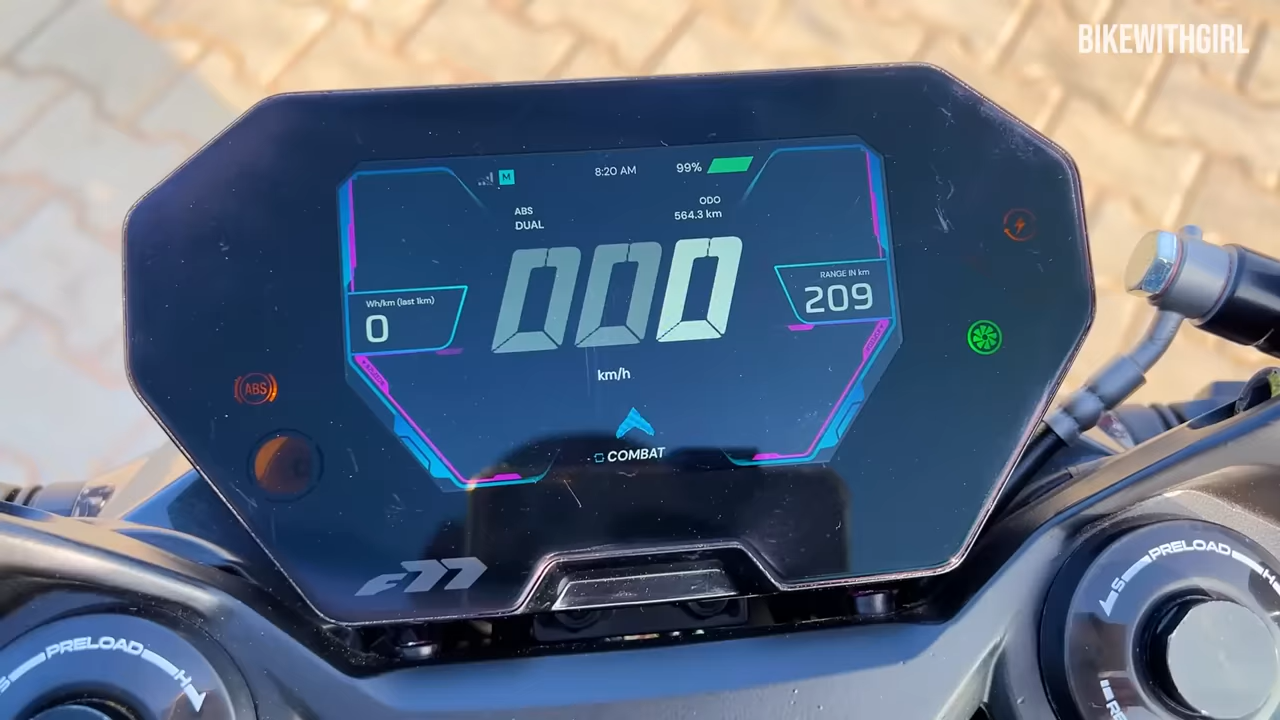 BIKEWITHGIRL
M
8:20 AM
99%
ABS
DUAL
ODO
564.3 km
000
km/h
Wh/km (last 1km)
0
RANGE IN km
209
COMBAT
ABS
F77
PRELOAD
S
H
PRELOAD
S
H